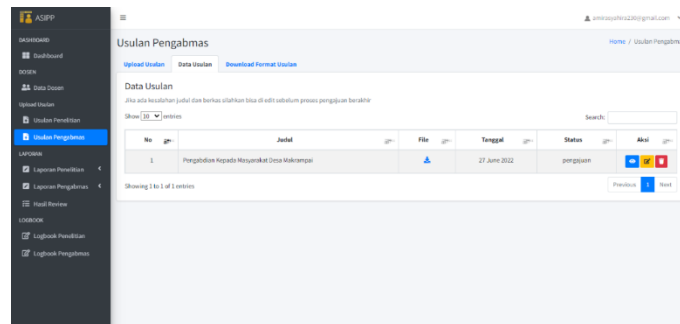 ASIPP
DASHBOARD
Dashboard
DOSEN
Data Dosen
Upload Usulan
Usulan Penelitian
Usulan Pengabmas
LAPORAN
Laporan Penelitian
Laporan Pengabmas
Hasil Review
LOGBOOK
Logbook Penelitian
Logbook Pengabmas
Usulan Pengabmas
Home / Usulan Pengabm
Upload Usulan Data Usulan Download Format Usulan
Data Usulan
Jika ada kesalahan judul dan berkas silahkan bisa di edit sebelum proses pengajuan berakhir
Show 10 entries Search:
No Judul File Tanggal Status Aksi
1 Pengabdian Kepada Masyarakat Desa Makrampai 27 June 2022 pengajuan
Showing 1 to 1 of 1 entries
Previous 1 Next